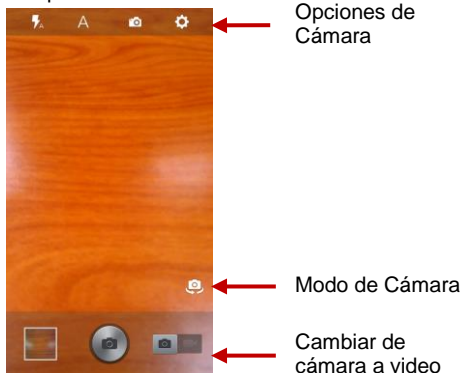 Opciones de
Cámara
A
Modo de Cámara
Cambiar de
cámara a video